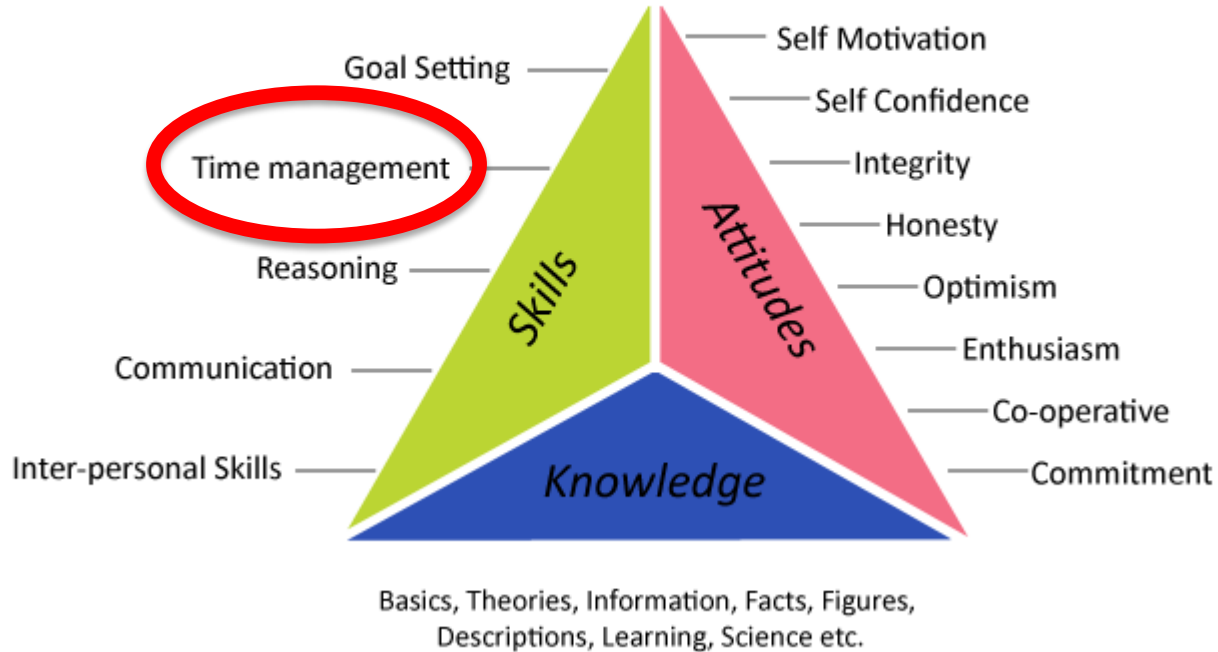 Goal Setting
Time management
Reasoning
Communication
Inter-personal Skills
Skills
Attitudes
Self Motivation
Self Confidence
Integrity
Honesty
Optimism
Enthusiasm
Co-operative
Commitment
Knowledge
Basics, Theories, Information, Facts, Figures,
Descriptions, Learning, Science etc.